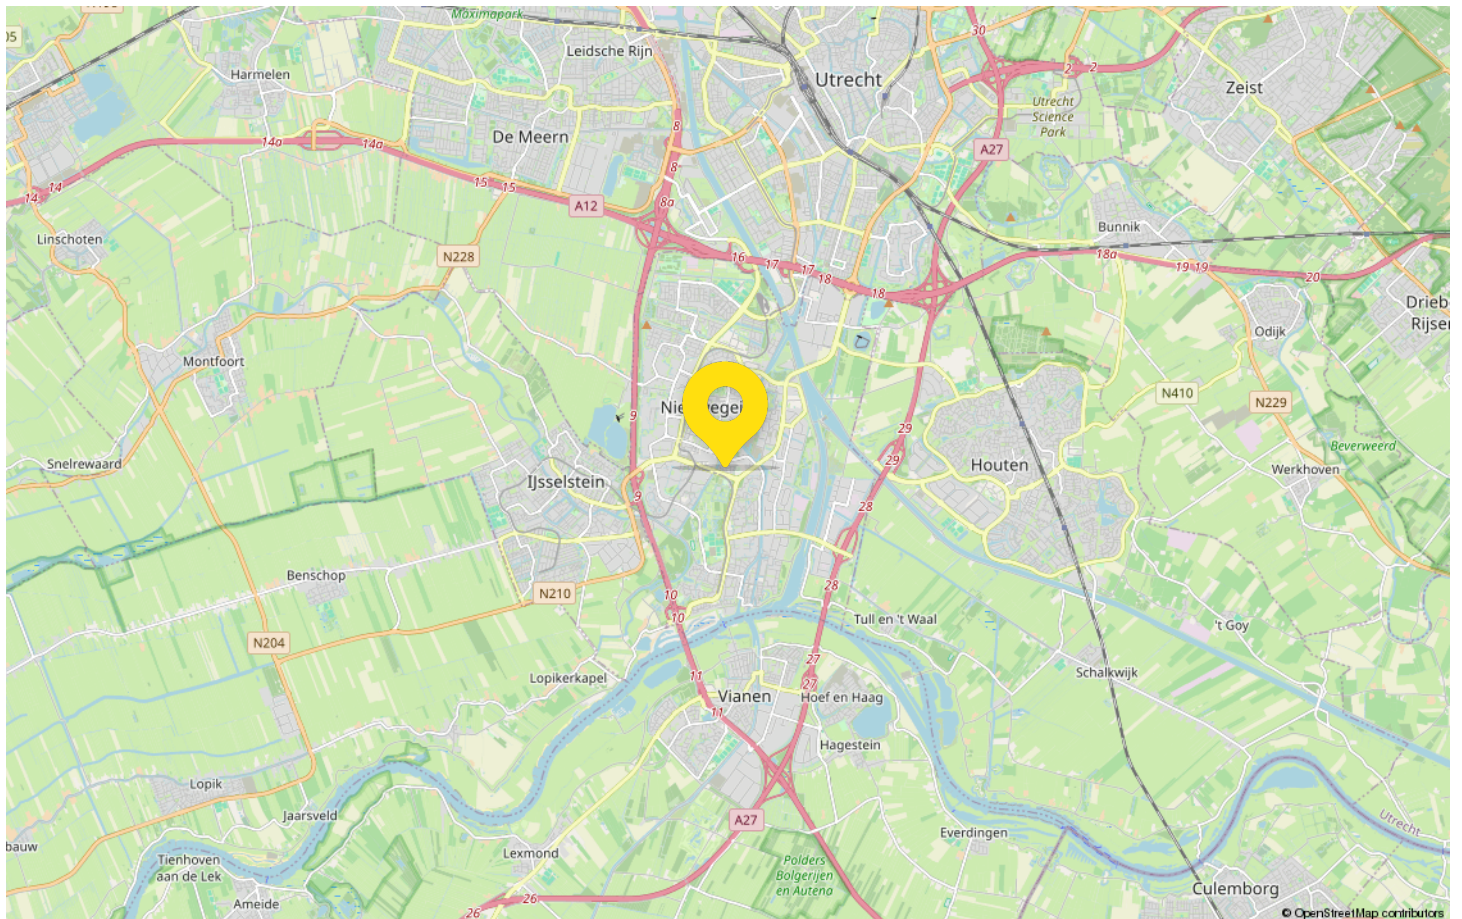 Maximapark
05
Leidsche Rijn
30
Harmelen
Utrecht
2
2
Zeist
Utrecht
Science
Park
8
De Meern
14a
14a
A27
8
14
14
15
15
8a
A12
Linschoten
Bunnik
N228
16
17
17
18
18
18a
19
19
20
Drieb
Rijsen
Odijk
Montfoort
N410
N229
9
29
Beverweerd
Snelrewaard
29
Houten
Werkhoven
IJsselstein
9
28
Benschop
28
N210
10
10
Tull en 't Waal
't Goy
N204
27
Schalkwijk
Lopikerkapel
11
27
Vianen
Hoef en Haag
11
Hagestein
Lopik
Jaarsveld
A27
Utrecht
Everdingen
bauw
Lexmond
Tienhoven
aan de Lek
Polders
Bolgerijen
en Autena
Culemborg
Ameide
26
26
© OpenStreetMap contributors